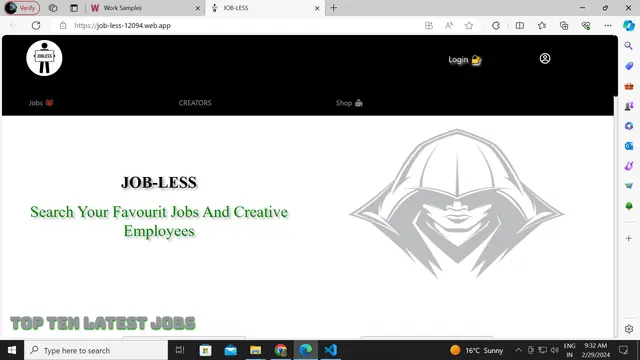 Verify
Work Samples
JOB-LESS
https://job-less-12094.web.app
JOBLESS
Login
Jobs
CREATORS
Shop
JOB-LESS
Search Your Favourit Jobs And Creative
Employees
TOP TEN LATEST JOBS
Type here to search
16°C Sunny
ENG
IN
9:32 AM
2/29/2024